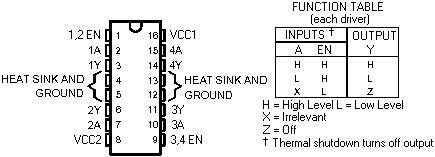 1,2 EN 1 16 VCC1
1A 2 15 4A
1Y 3 14 4Y
HEAT SINK AND GROUND 4 13 HEAT SINK AND GROUND
5 12
2Y 6 11 3Y
2A 7 10 3A
VCC2 8 9 3,4 EN
FUNCTION TABLE
(each driver)
INPUTS † OUTPUT
A EN Y
H H H
L H L
X L Z
H = High Level L = Low Level
X = Irrelevant
Z = Off
† Thermal shutdown turns off output